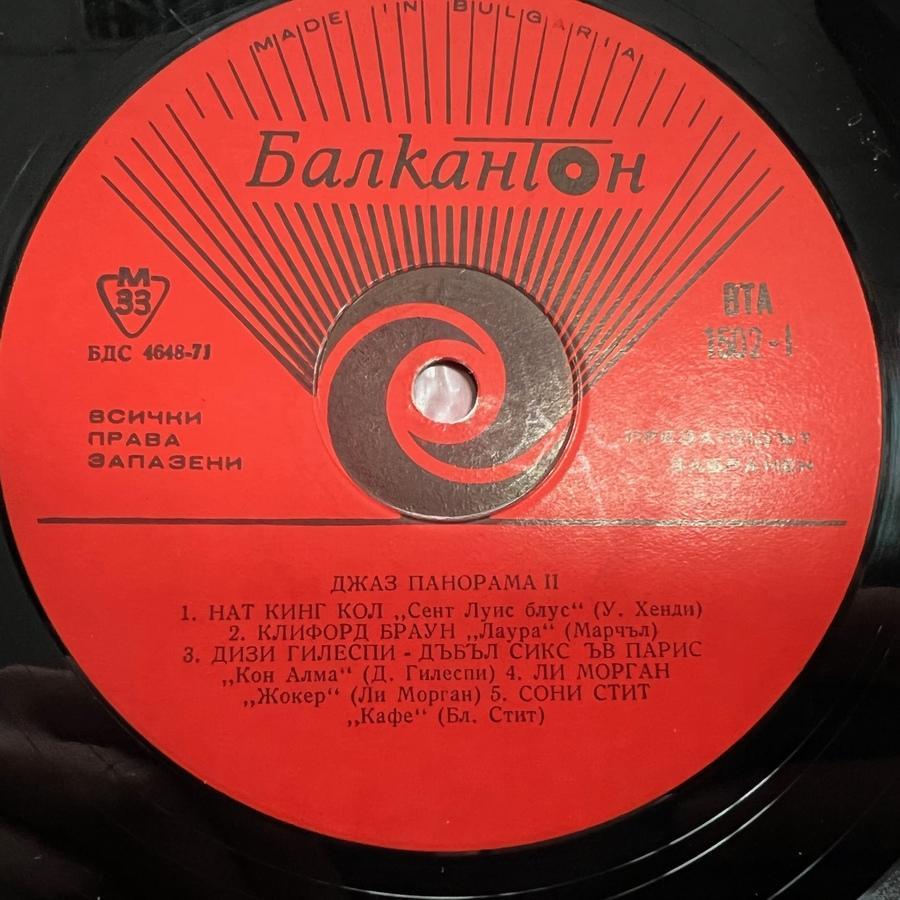 MADE IN BULGARIA
Балкантон
М
33
БДС 4648-71
ВТА
1502-I
ВСИЧКИ
ПРАВА
ЗАПАЗЕНИ
ПРЕЗАПИСЪТ
ЗАБРАНЕН
ДЖАЗ ПАНОРАМА II
1. НАТ КИНГ КОЛ „Сент Луис блус“ (У. Хенди)
2. КЛИФОРД БРАУН „Лаура“ (Марчъл)
3. ДИЗИ ГИЛЕСПИ - ДЪБЪЛ СИКС ЪВ ПАРИС
„Кон Алма“ (Д. Гилеспи) 4. ЛИ МОРГАН
„Жокер“ (Ли Морган) 5. СОНИ СТИТ
„Кафе“ (Бл. Стит)